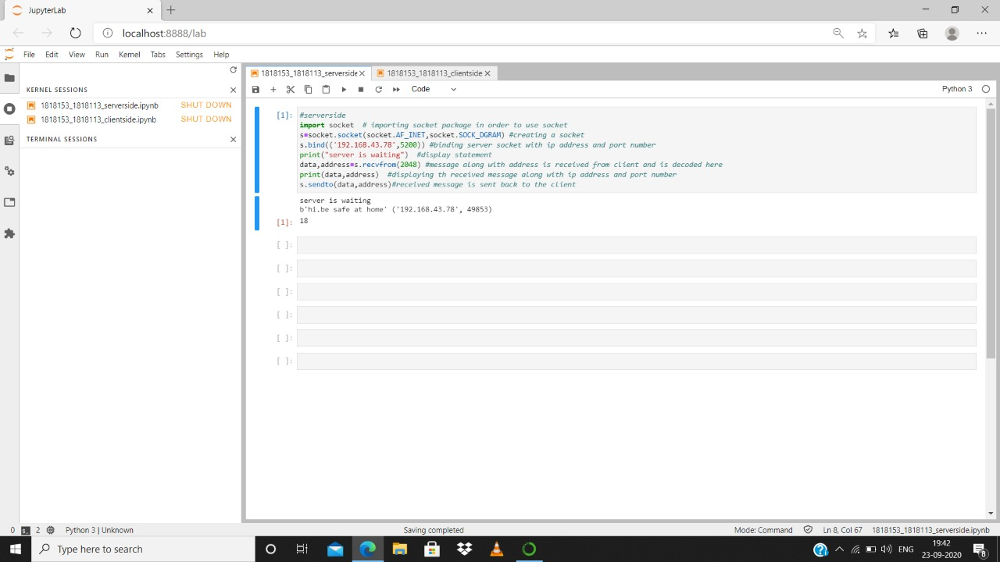 JupyterLab
localhost:8888/lab
File Edit View Run Kernel Tabs Settings Help
KERNEL SESSIONS
1818153_1818113_serverside.ipynb SHUT DOWN
1818153_1818113_clientside.ipynb SHUT DOWN
TERMINAL SESSIONS
1818153_1818113_serverside 1818153_1818113_clientside
Code Python 3
[1]: #serverside
import socket # importing socket package in order to use socket
s=socket.socket(socket.AF_INET,socket.SOCK_DGRAM) #creating a socket
s.bind(('192.168.43.78',5200)) #binding server socket with ip address and port number
print("server is waiting") #display statement
data,address=s.recvfrom(2048) #message along with address is received from client and is decoded here
print(data,address) #displaying th received message along with ip address and port number
s.sendto(data,address)#received message is sent back to the client
server is waiting
b'hi.be safe at home' ('192.168.43.78', 49853)
[1]: 18
[ ]:
[ ]:
[ ]:
[ ]:
[ ]:
[ ]:
0 2 Python 3 | Unknown Saving completed Mode: Command Ln 8, Col 67 1818153_1818113_serverside.ipynb
Type here to search ENG 19:42
23-09-2020 8